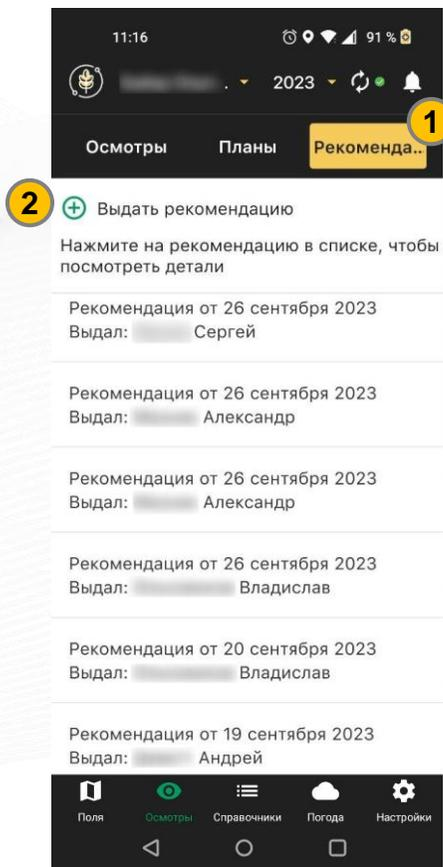 11:16 91 %
. 2023
1
Осмотры Планы Рекоменда..
2
Выдать рекомендацию
Нажмите на рекомендацию в списке, чтобы
посмотреть детали
Рекомендация от 26 сентября 2023
Выдал: Сергей
Рекомендация от 26 сентября 2023
Выдал: Александр
Рекомендация от 26 сентября 2023
Выдал: Александр
Рекомендация от 26 сентября 2023
Выдал: Владислав
Рекомендация от 20 сентября 2023
Выдал: Владислав
Рекомендация от 19 сентября 2023
Выдал: Андрей
Поля Осмотры Справочники Погода Настройки